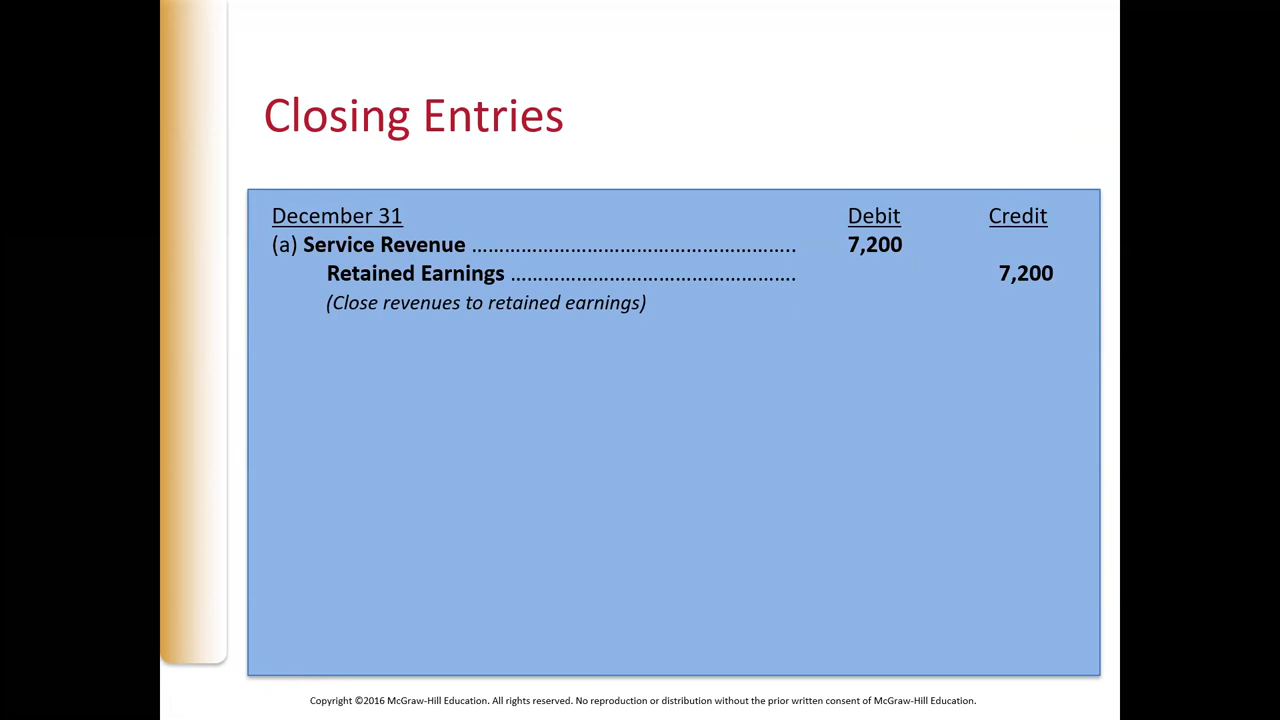 Closing Entries
December 31 Debit Credit
(a) Service Revenue ……………………………………………….. 7,200
Retained Earnings …………………………………………. 7,200
(Close revenues to retained earnings)
Copyright ©2016 McGraw-Hill Education. All rights reserved. No reproduction or distribution without the prior written consent of McGraw-Hill Education.